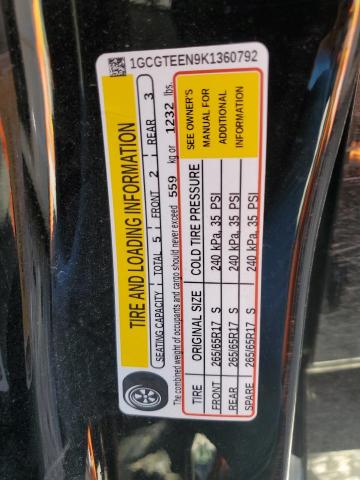 1GCGTEEN9K1360792
TIRE AND LOADING INFORMATION
SEATING CAPACITY TOTAL 5 FRONT 2 REAR 3
The combined weight of occupants and cargo should never exceed 559 kg or 1232 lbs.
TIRE ORIGINAL SIZE COLD TIRE PRESSURE
FRONT 265/65R17 S 240 kPa, 35 PSI
REAR 265/65R17 S 240 kPa, 35 PSI
SPARE 265/65R17 S 240 kPa, 35 PSI
SEE OWNER'S
MANUAL FOR
ADDITIONAL
INFORMATION